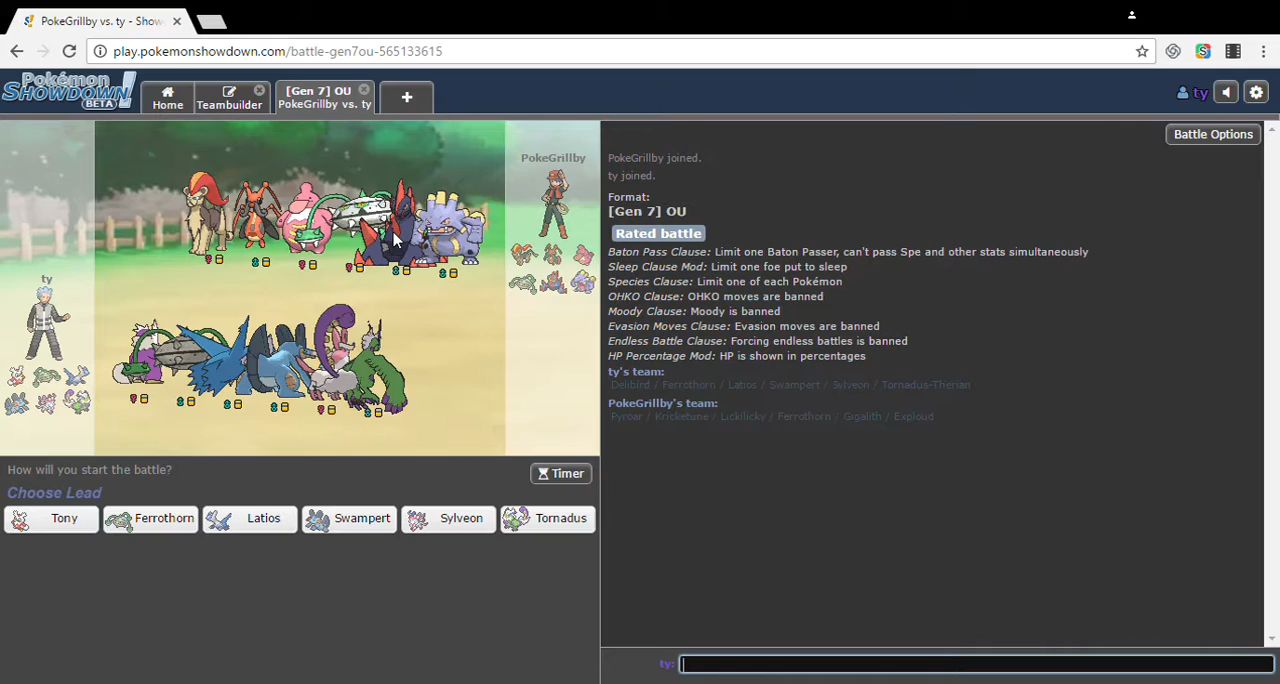 PokeGrillby vs. ty - Show
play.pokemonshowdown.com/battle-gen7ou-565133615
Pokémon
SHOWDOWN!
BETA
Home
Teambuilder
[Gen 7] OU
PokeGrillby vs. ty
ty
Battle Options
PokeGrillby
ty
PokeGrillby joined.
ty joined.
Format:
[Gen 7] OU
Rated battle
Baton Pass Clause: Limit one Baton Passer, can't pass Spe and other stats simultaneously
Sleep Clause Mod: Limit one foe put to sleep
Species Clause: Limit one of each Pokémon
OHKO Clause: OHKO moves are banned
Moody Clause: Moody is banned
Evasion Moves Clause: Evasion moves are banned
Endless Battle Clause: Forcing endless battles is banned
HP Percentage Mod: HP is shown in percentages
ty's team:
Delibird / Ferrothorn / Latios / Swampert / Sylveon / Tornadus-Therian
PokeGrillby's team:
Pyroar / Kricketune / Lickilicky / Ferrothorn / Gigalith / Exploud
How will you start the battle?
Timer
Choose Lead
Tony
Ferrothorn
Latios
Swampert
Sylveon
Tornadus
ty: